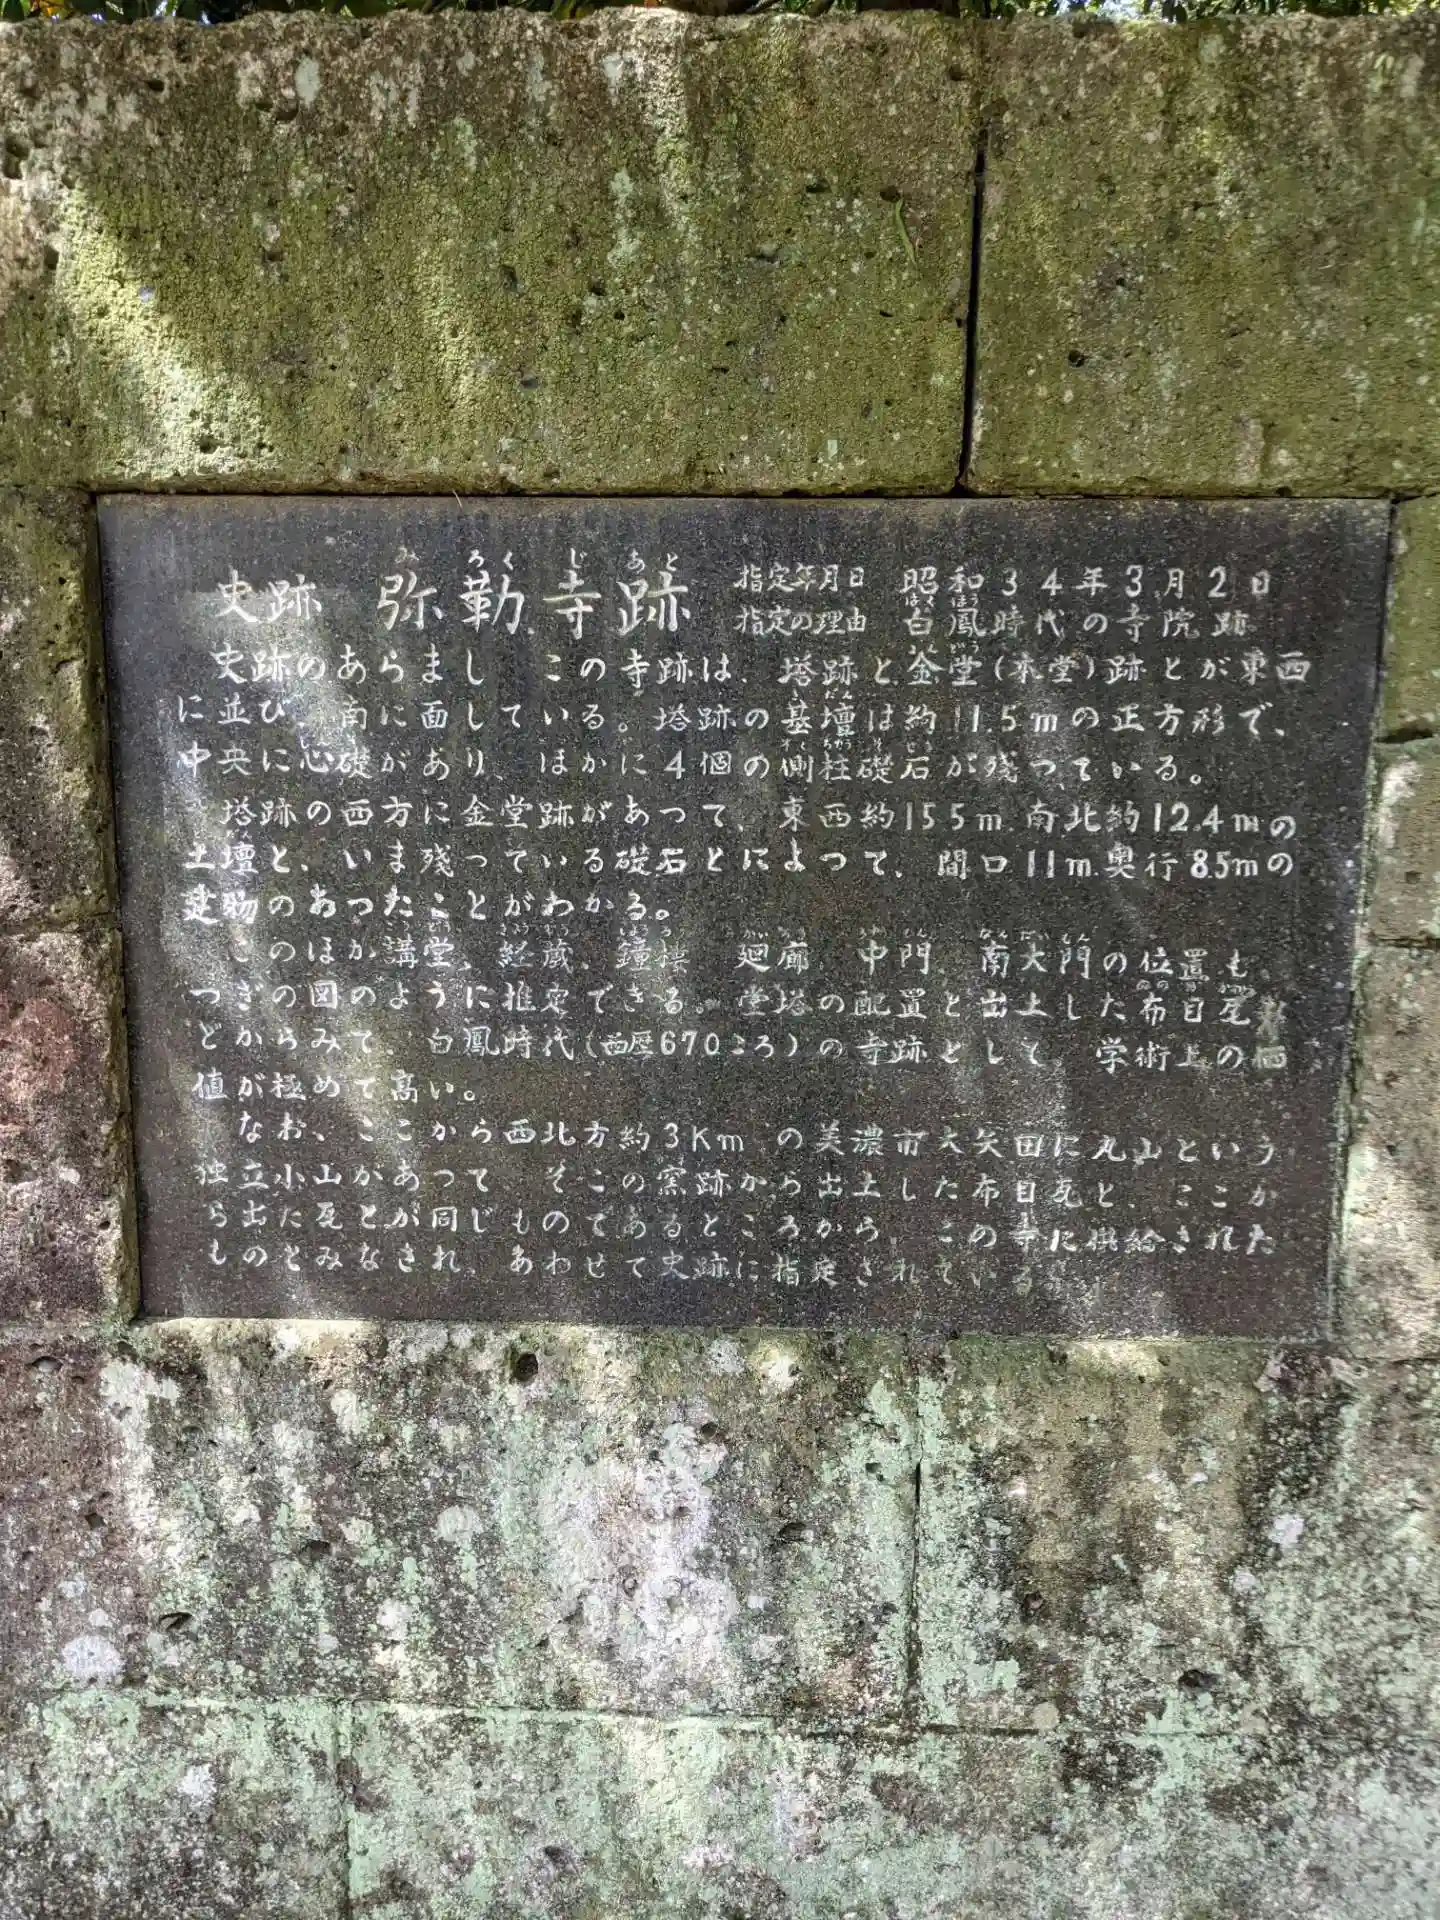 史跡 弥勒寺跡 指定年月日 昭和34年3月2日
指定の理由 白鳳時代の寺院跡
史跡のあらまし この寺跡は、塔跡と金堂(本堂)跡とが東西
に並び、南に面している。塔跡の基壇は約11.5mの正方形で、
中央に心礎があり、ほかに4個の側柱礎石が残つている。
塔跡の西方に金堂跡があつて、東西約15.5m.南北約12.4mの
土壇と、いま残っている礎石とによつて、間口11m.奥行8.5mの
建物のあつたことがわかる。
このほか講堂、経蔵、鐘楼 廻廊 中門 南大門の位置も
つぎの図のように推定できる。堂塔の配置と出土した布目瓦な
どからみて、白鳳時代(西歴670ころ)の寺跡として 学術上の価
値が極めて高い。
なお、ここから西北方約3Kmの美濃市大矢田に丸山という
独立小山があつて そこの窯跡から出土した布目瓦と、ここか
ら出た瓦とが同じものであるところから この寺に供給された
ものとみなされ、あわせて史跡に指定されている